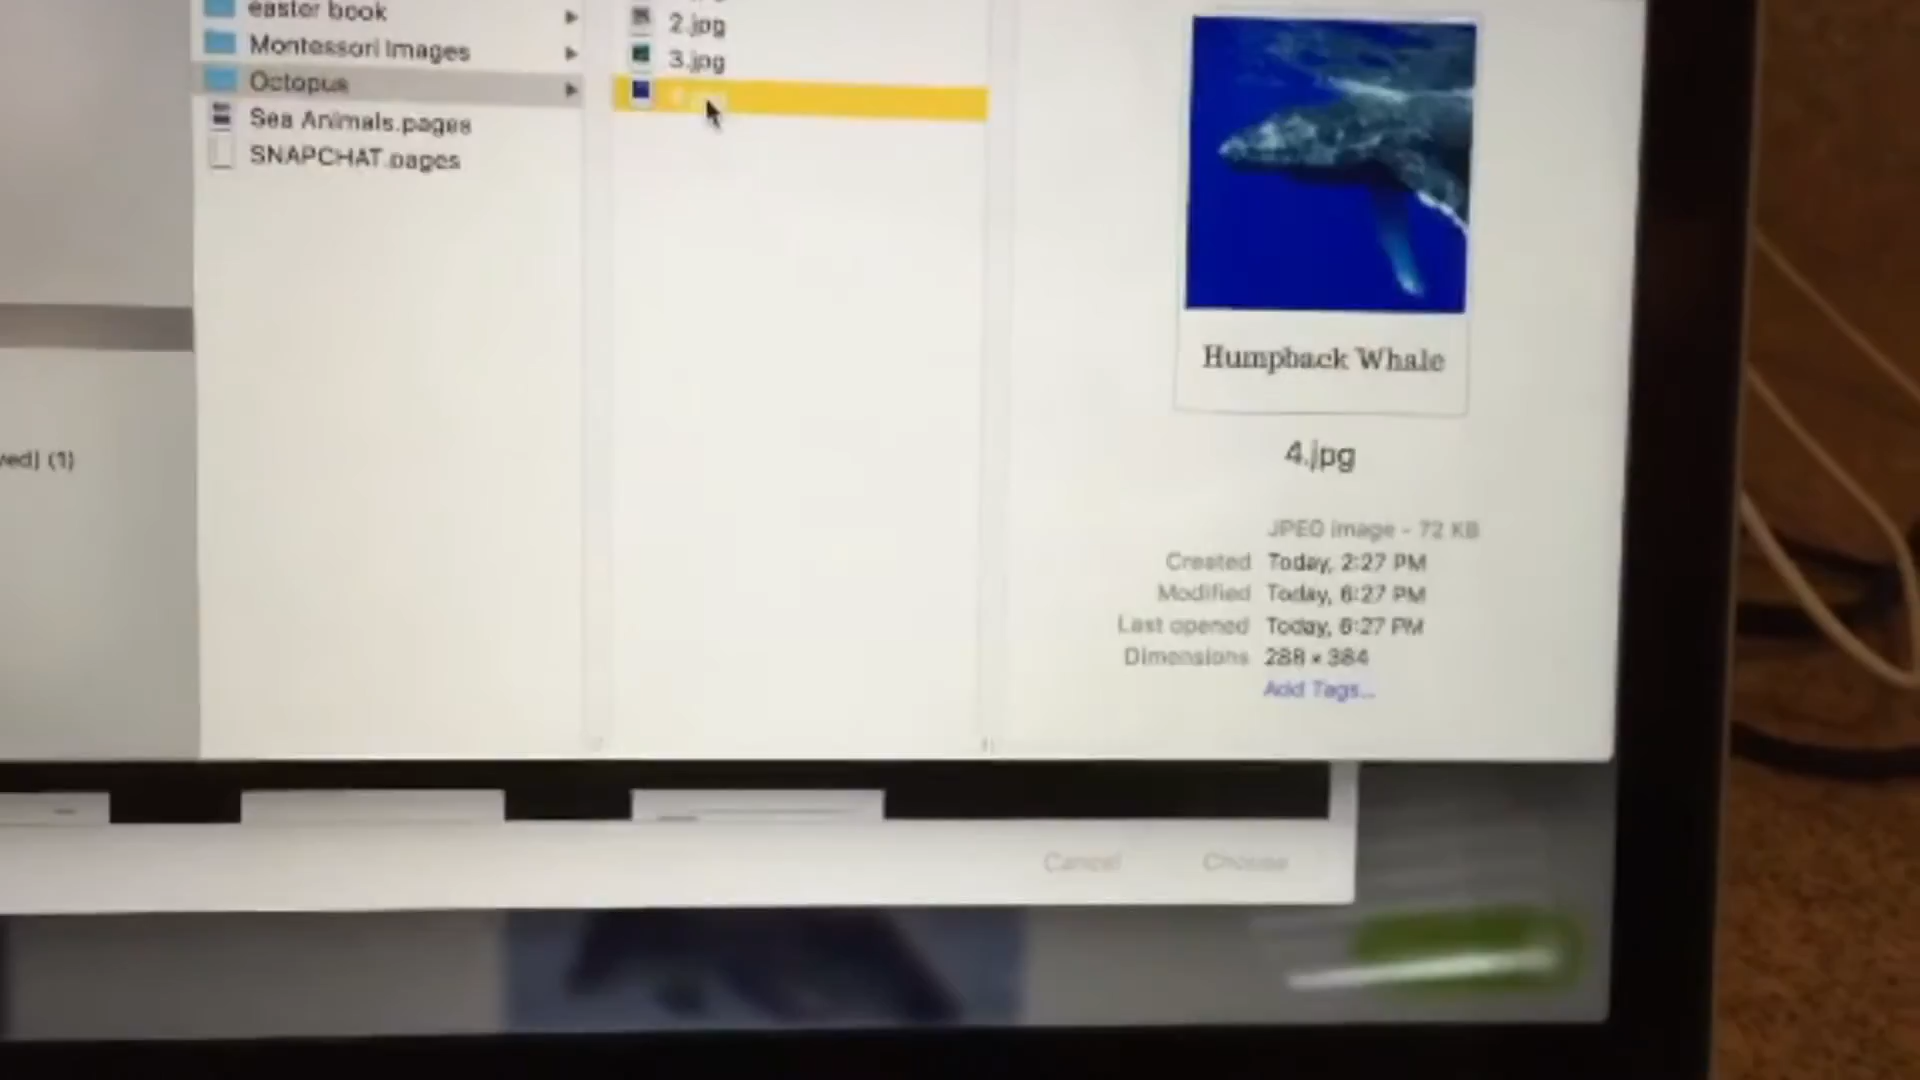 easter book
Montessori Images
Octopus
Sea Animals.pages
SNAPCHAT.pages
2.jpg
3.jpg
Humpback Whale
4.jpg
JPEG image - 72 KB
Created Today, 2:27 PM
Modified Today, 6:27 PM
Last opened Today, 6:27 PM
Dimensions 288 × 384
Add Tags...
ved) (1)
Cancel
Choose